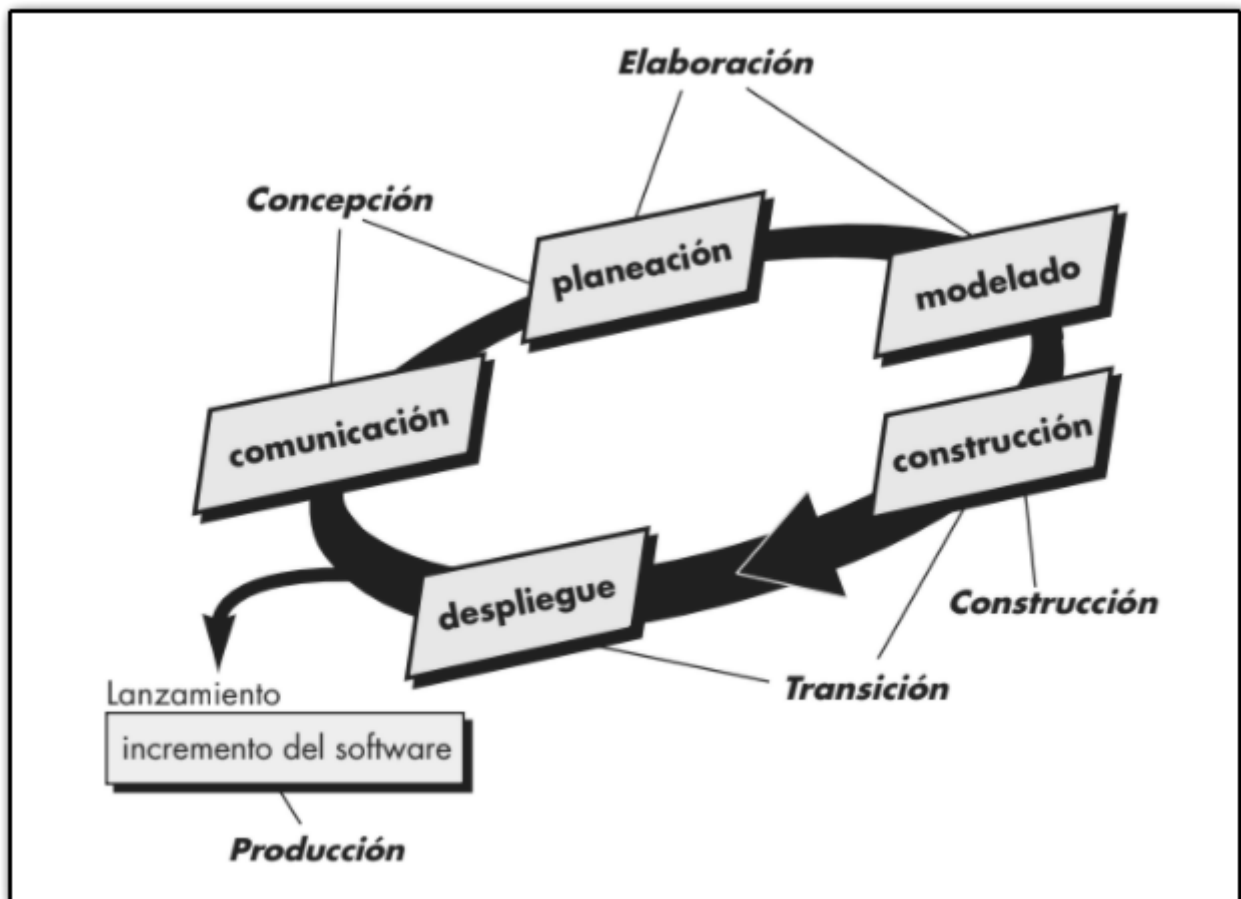 Elaboración
Concepción
planeación
modelado
comunicación
construcción
despliegue
Construcción
Transición
Lanzamiento
incremento del software
Producción